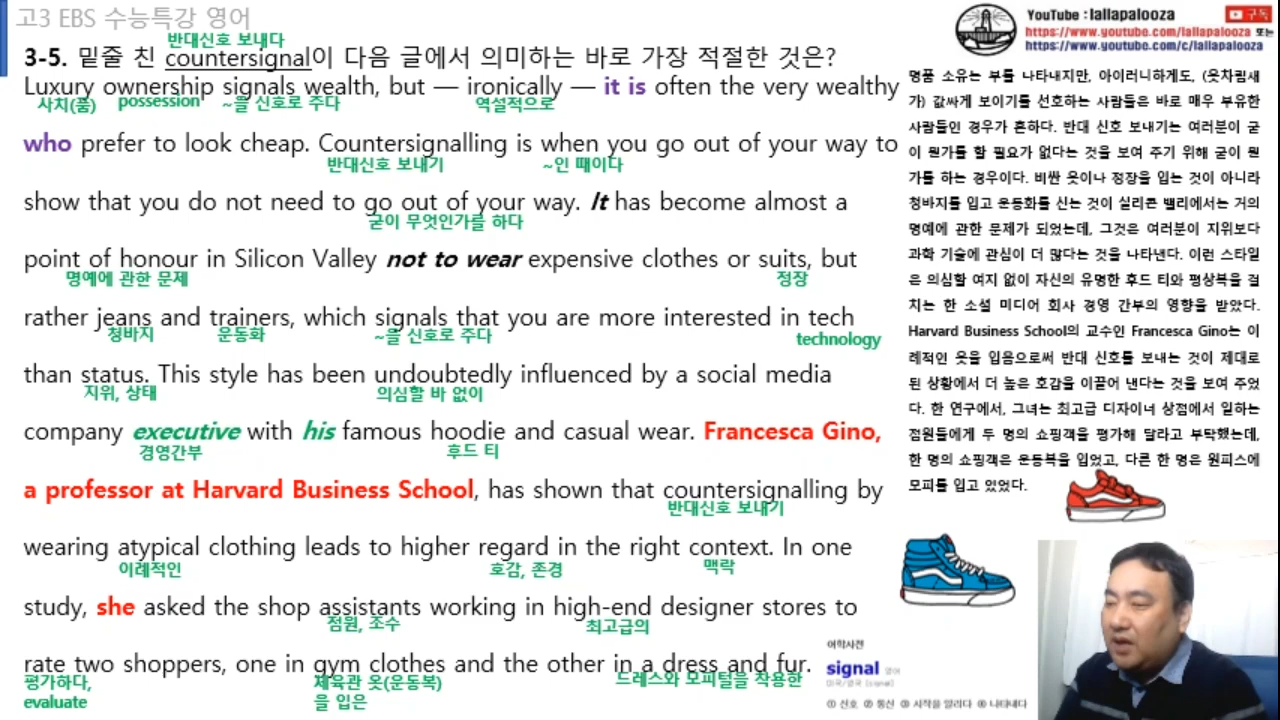 고3 EBS 수능특강 영어
YouTube : lallapalooza
구독
https://www.youtube.com/lallapalooza 또는
https://www.youtube.com/c/lallapalooza
반대신호 보내다
3-5. 밑줄 친 countersignal이 다음 글에서 의미하는 바로 가장 적절한 것은?
Luxury ownership signals wealth, but — ironically — it is often the very wealthy
사치(품) possession ~을 신호로 주다 역설적으로
who prefer to look cheap. Countersignalling is when you go out of your way to
반대신호 보내기 ~인 때이다
show that you do not need to go out of your way. It has become almost a
굳이 무엇인가를 하다
point of honour in Silicon Valley not to wear expensive clothes or suits, but
명예에 관한 문제 정장
rather jeans and trainers, which signals that you are more interested in tech
청바지 운동화 ~을 신호로 주다 technology
than status. This style has been undoubtedly influenced by a social media
지위, 상태 의심할 바 없이
company executive with his famous hoodie and casual wear. Francesca Gino,
경영간부 후드 티
a professor at Harvard Business School, has shown that countersignalling by
반대신호 보내기
wearing atypical clothing leads to higher regard in the right context. In one
이례적인 호감, 존경 맥락
study, she asked the shop assistants working in high-end designer stores to
점원, 조수 최고급의
rate two shoppers, one in gym clothes and the other in a dress and fur.
평가하다, 체육관 옷(운동복) 드레스와 모피털을 착용한
evaluate 을 입은
명품 소유는 부를 나타내지만, 아이러니하게도, (옷차림새
가) 값싸게 보이기를 선호하는 사람들은 바로 매우 부유한
사람들인 경우가 흔하다. 반대 신호 보내기는 여러분이 굳
이 뭔가를 할 필요가 없다는 것을 보여 주기 위해 굳이 뭔
가를 하는 경우이다. 비싼 옷이나 정장을 입는 것이 아니라
청바지를 입고 운동화를 신는 것이 실리콘 밸리에서는 거의
명예에 관한 문제가 되었는데, 그것은 여러분이 지위보다
과학 기술에 관심이 더 많다는 것을 나타낸다. 이런 스타일
은 의심할 여지 없이 자신의 유명한 후드 티와 평상복을 걸
치는 한 소셜 미디어 회사 경영 간부의 영향을 받았다.
Harvard Business School의 교수인 Francesca Gino는 이
례적인 옷을 입음으로써 반대 신호를 보내는 것이 제대로
된 상황에서 더 높은 호감을 이끌어 낸다는 것을 보여 주었
다. 한 연구에서, 그녀는 최고급 디자이너 상점에서 일하는
점원들에게 두 명의 쇼핑객을 평가해 달라고 부탁했는데,
한 명의 쇼핑객은 운동복을 입었고, 다른 한 명은 원피스에
모피를 입고 있었다.
어학사전
signal 영어
미국/영국 [signəl]
① 신호 ② 통신 ③ 시작을 알리다 ④ 나타내다